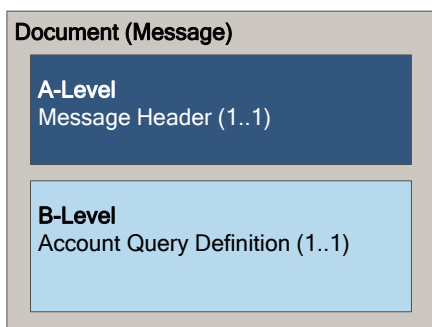 Document (Message)
A-Level
Message Header (1..1)
B-Level
Account Query Definition (1..1)